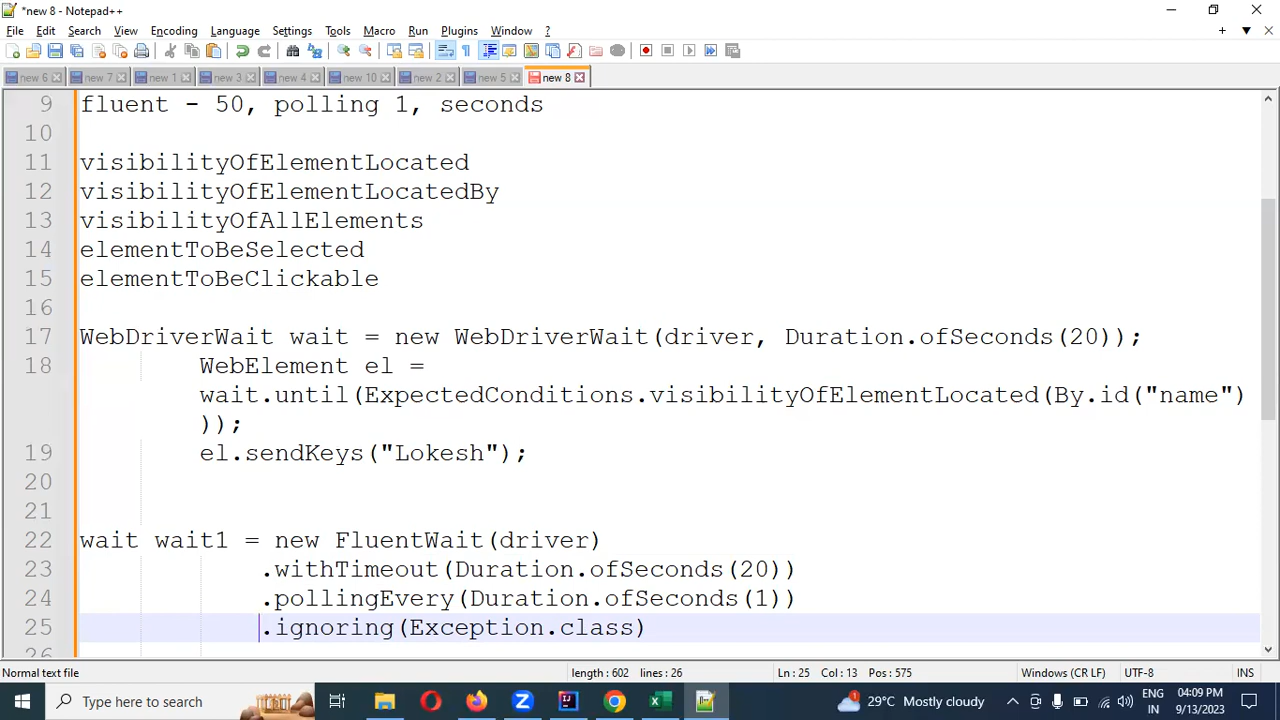 *new 8 - Notepad++
File Edit Search View Encoding Language Settings Tools Macro Run Plugins Window ?
new 6 new 7 new 1 new 3 new 4 new 10 new 2 new 5 new 8
9 fluent - 50, polling 1, seconds
10
11 visibilityOfElementLocated
12 visibilityOfElementLocatedBy
13 visibilityOfAllElements
14 elementToBeSelected
15 elementToBeClickable
16
17 WebDriverWait wait = new WebDriverWait(driver, Duration.ofSeconds(20));
18 WebElement el =
wait.until(ExpectedConditions.visibilityOfElementLocated(By.id("name")
));
19 el.sendKeys("Lokesh");
20
21
22 wait wait1 = new FluentWait(driver)
23 .withTimeout(Duration.ofSeconds(20))
24 .pollingEvery(Duration.ofSeconds(1))
25 .ignoring(Exception.class)
26
Normal text file length : 602 lines : 26 Ln : 25 Col : 13 Pos : 575 Windows (CR LF) UTF-8 INS
Type here to search 29°C Mostly cloudy ENG IN 04:09 PM 9/13/2023